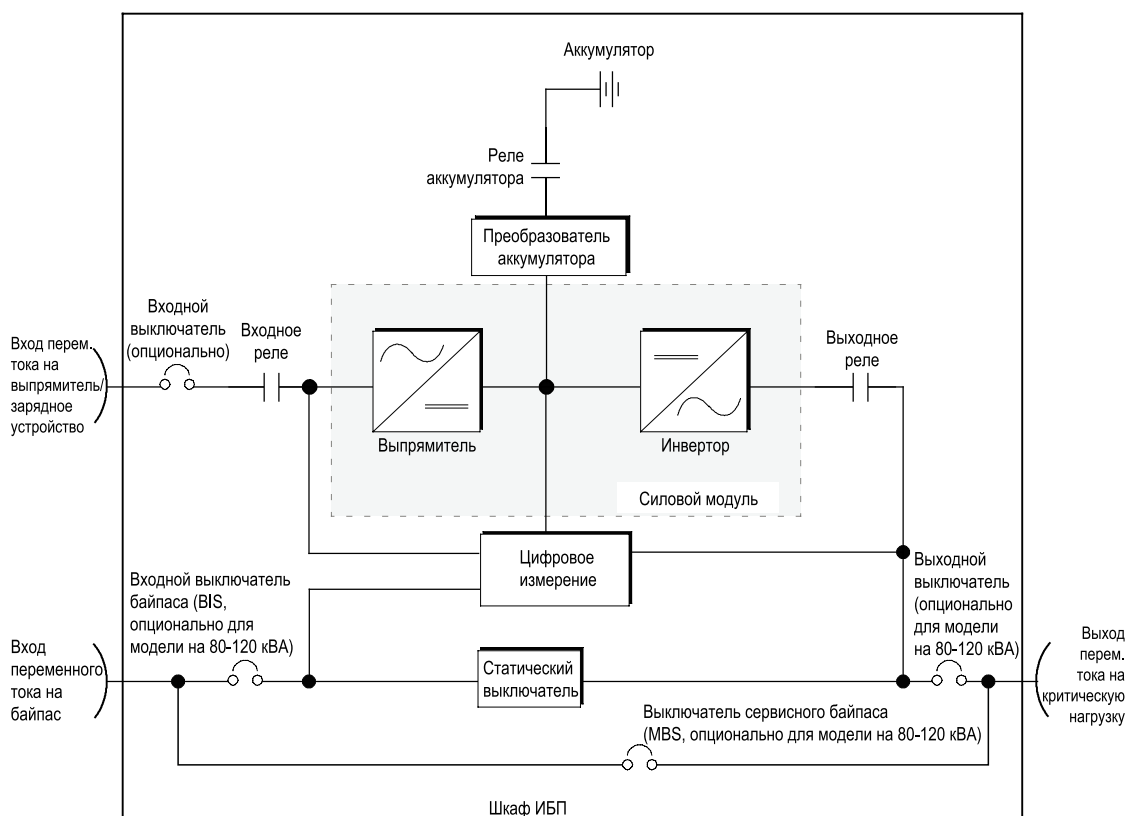 Аккумулятор
Реле
аккумулятора
Преобразователь
аккумулятора
Входной
выключатель
(опционально)
Входное
реле
Выходное
реле
Вход перем.
тока на
выпрямитель/
зарядное
устройство
Выпрямитель
Инвертор
Силовой модуль
Цифровое
измерение
Входной выключатель
байпаса (BIS,
опционально для
модели на 80-120 кВА)
Выходной
выключатель
(опционально
для модели
на 80-120 кВА)
Вход
переменного
тока на
байпас
Статический
выключатель
Выход
перем.
тока на
критическую
нагрузку
Выключатель сервисного байпаса
(MBS, опционально для модели на 80-120 кВА)
Шкаф ИБП